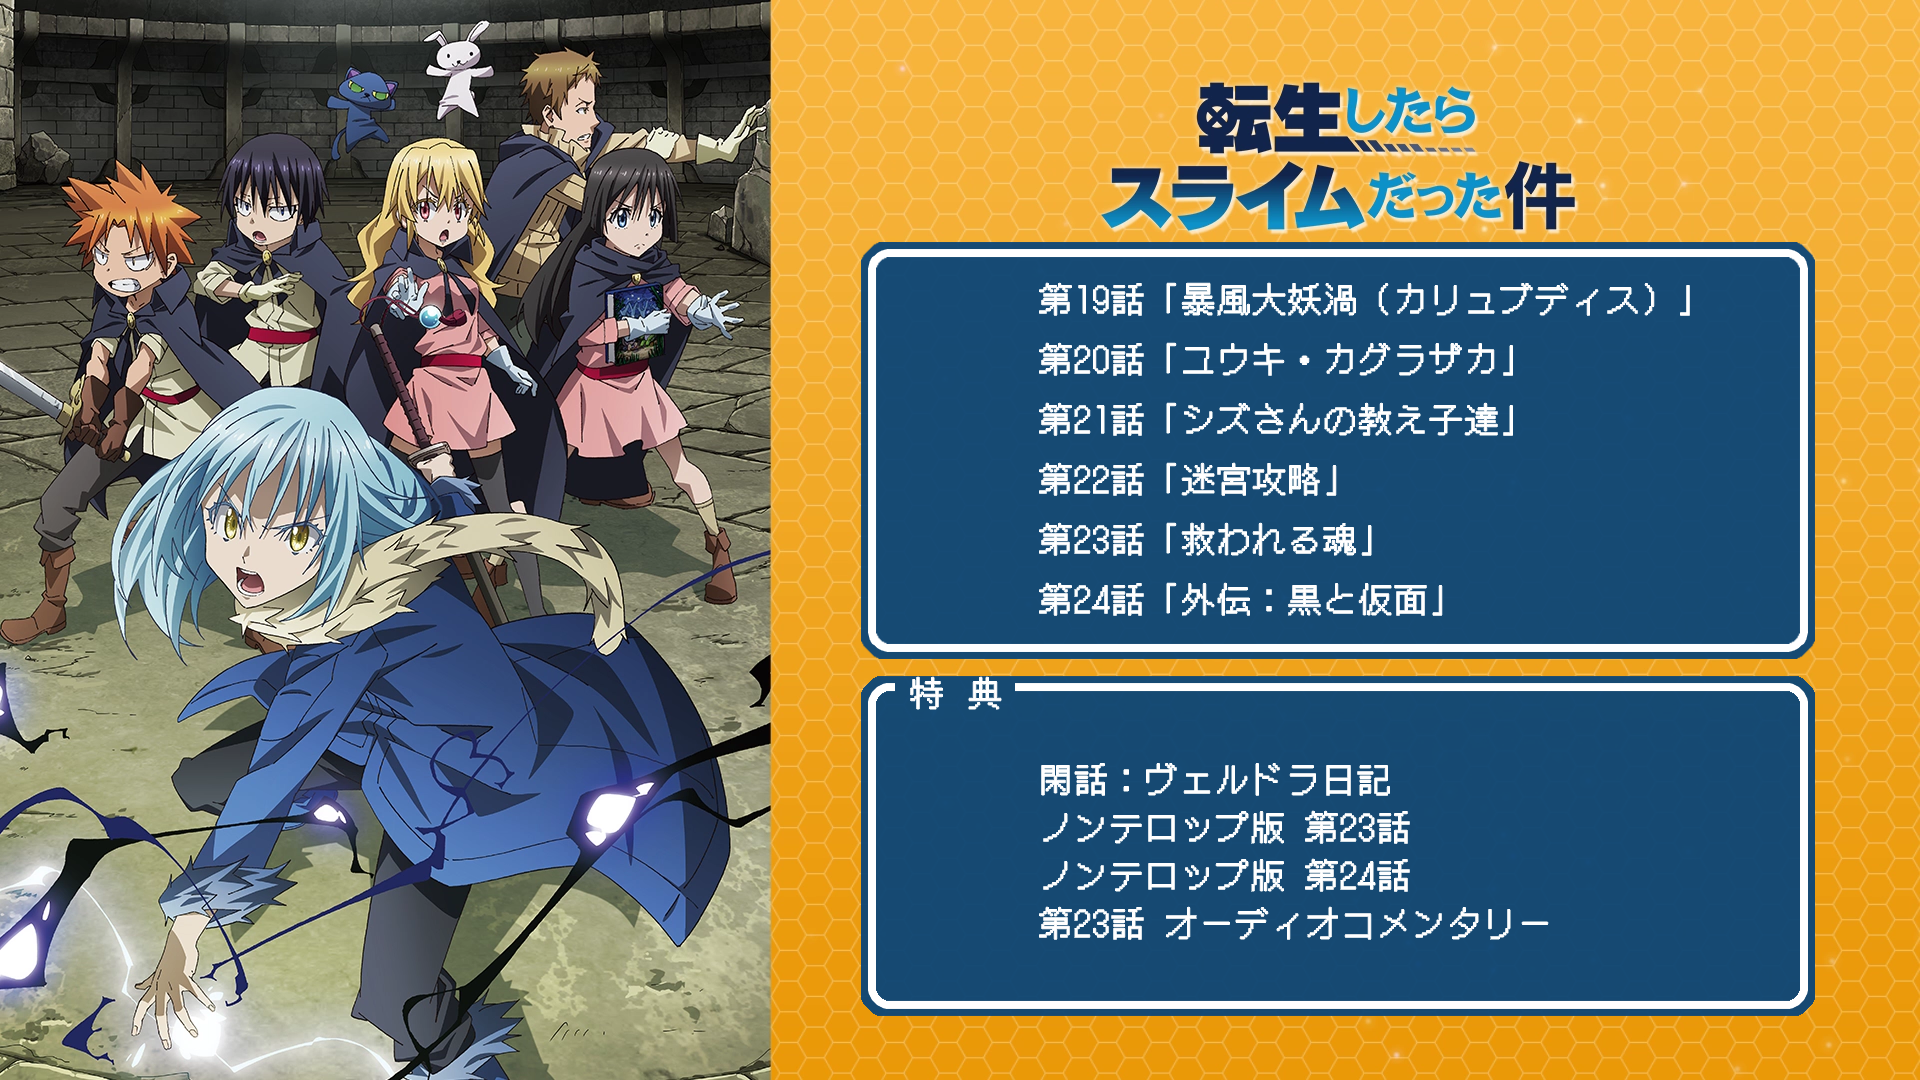 転生したら
スライムだった件
第19話「暴風大妖渦（カリュブディス）」
第20話「ユウキ・カグラザカ」
第21話「シズさんの教え子達」
第22話「迷宮攻略」
第23話「救われる魂」
第24話「外伝：黒と仮面」
特 典
閑話：ヴェルドラ日記
ノンテロップ版 第23話
ノンテロップ版 第24話
第23話 オーディオコメンタリー